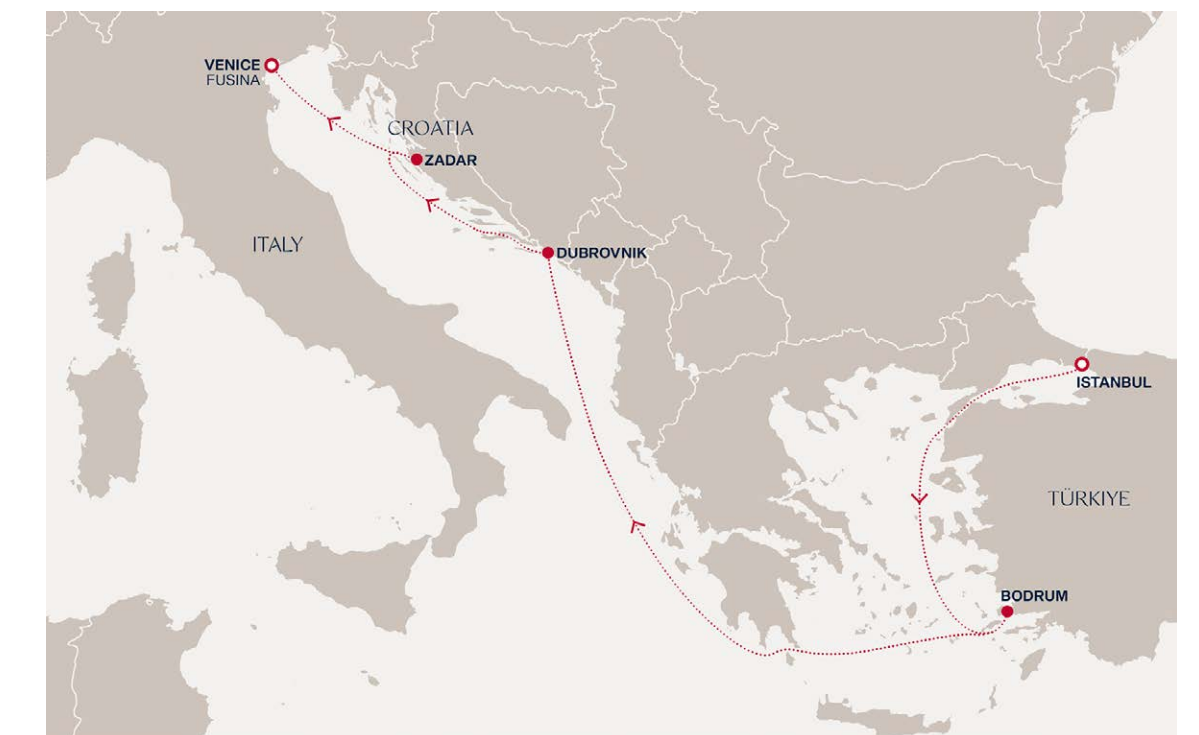 VENICE
FUSINA
CROATIA
ZADAR
ITALY
DUBROVNIK
ISTANBUL
TÜRKIYE
BODRUM